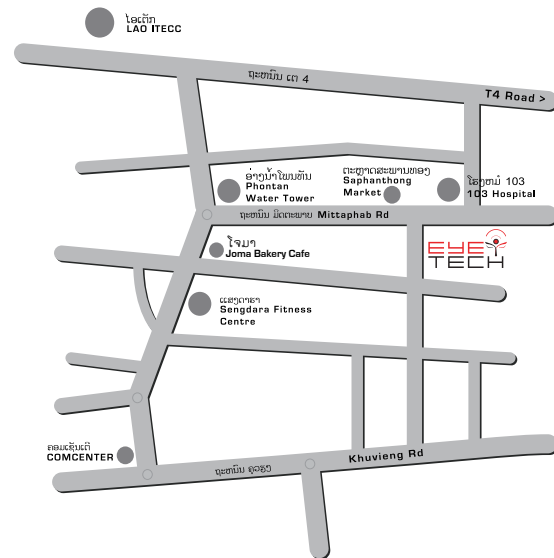 ໄອເຕັກ
LAO ITECC
ຖະຫນົນ ເຕ 4
T4 Road >
ອ່າງນ້ຳໂພນທັນ
Phontan
Water Tower
ຕະຫຼາດສະພານທອງ
Saphanthong
Market
ໂຮງຫມໍ 103
103 Hospital
ຖະຫນົນ ມິດຕະພາບ Mittaphab Rd
EYE
TECH
ໂຈມາ
Joma Bakery Cafe
ແສງດາຣາ
Sengdara Fitness
Centre
ຄອມເຊັນເຕີ
COMCENTER
ຖະຫນົນ ຄູວຽງ
Khuvieng Rd